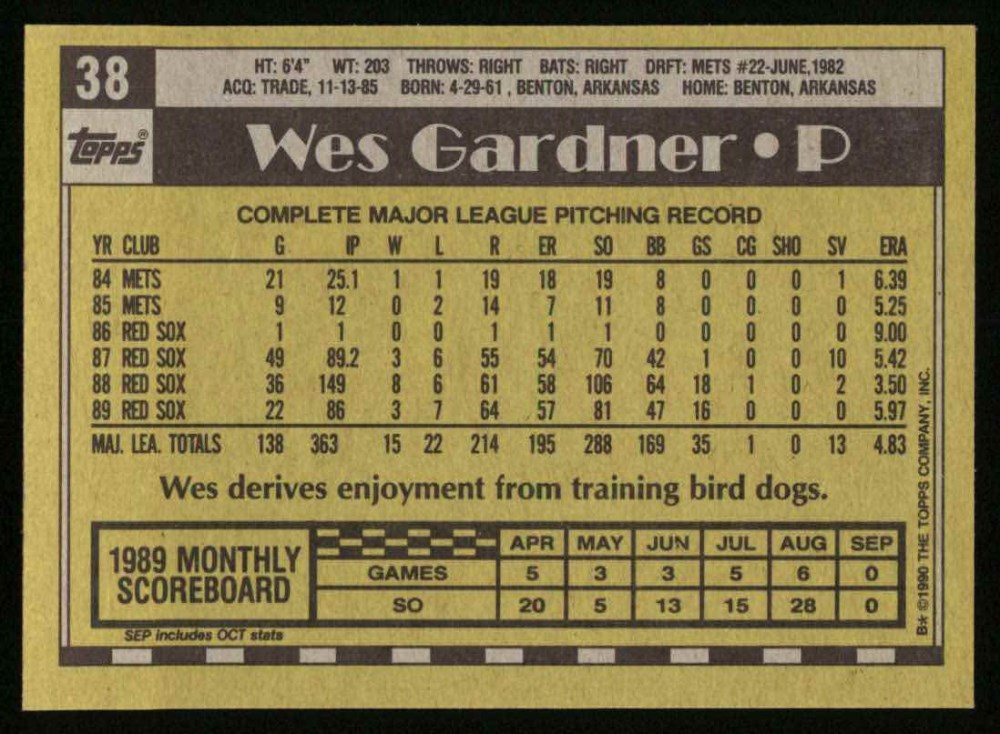 38
HT: 6'4" WT: 203 THROWS: RIGHT BATS: RIGHT DRFT: METS #22-JUNE,1982
ACQ: TRADE, 11-13-85 BORN: 4-29-61 , BENTON, ARKANSAS HOME: BENTON, ARKANSAS
topps®
Wes Gardner • P
COMPLETE MAJOR LEAGUE PITCHING RECORD
YR CLUB G IP W L R ER SO BB GS CG SHO SV ERA
84 METS 21 25.1 1 1 19 18 19 8 0 0 0 1 6.39
85 METS 9 12 0 2 14 7 11 8 0 0 0 0 5.25
86 RED SOX 1 1 0 0 1 1 1 0 0 0 0 0 9.00
87 RED SOX 49 89.2 3 6 55 54 70 42 1 0 0 10 5.42
88 RED SOX 36 149 8 6 61 58 106 64 18 1 0 2 3.50
89 RED SOX 22 86 3 7 64 57 81 47 16 0 0 0 5.97
MAJ. LEA. TOTALS 138 363 15 22 214 195 288 169 35 1 0 13 4.83
Wes derives enjoyment from training bird dogs.
1989 MONTHLY
SCOREBOARD
APR MAY JUN JUL AUG SEP
GAMES 5 3 3 5 6 0
SO 20 5 13 15 28 0
SEP includes OCT stats
B* ©1990 THE TOPPS COMPANY, INC.